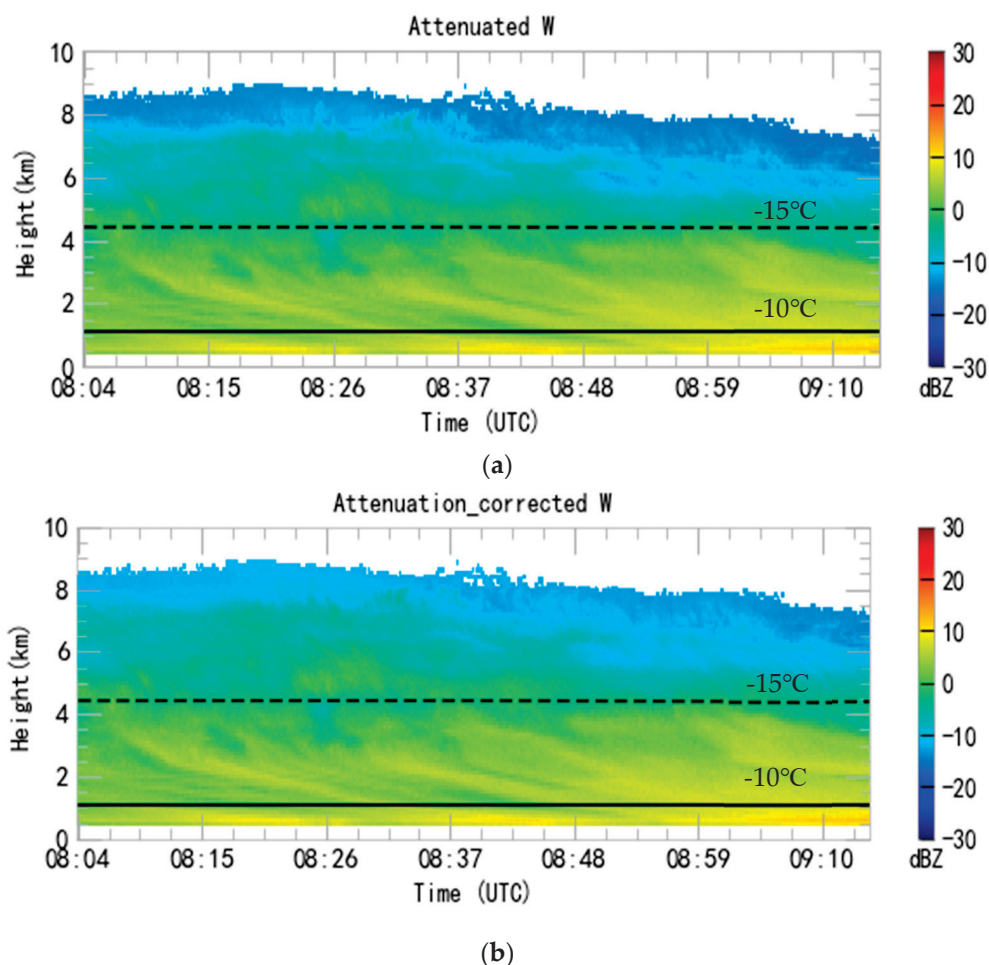 Attenuated W
10
8
6
4
2
0
Height(km)
-15℃
-10℃
08:04 08:15 08:26 08:37 08:48 08:59 09:10
Time (UTC)
30
20
10
0
−10
−20
−30
dBZ
(a)
Attenuation_corrected W
10
8
6
4
2
0
Height(km)
-15℃
-10℃
08:04 08:15 08:26 08:37 08:48 08:59 09:10
Time (UTC)
30
20
10
0
−10
−20
−30
dBZ
(b)